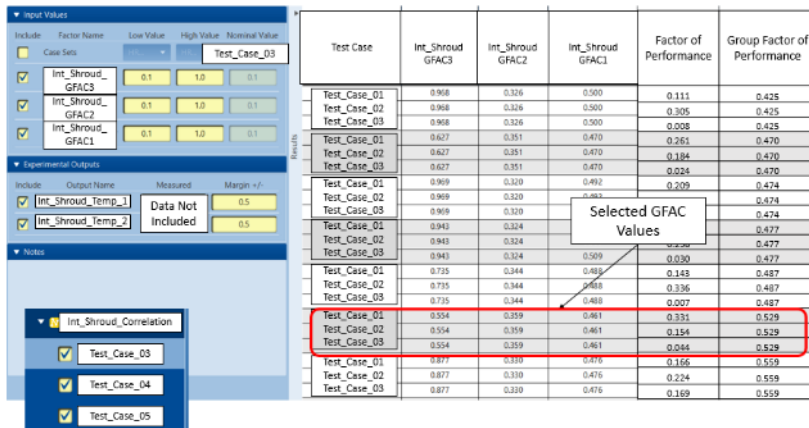 ▼ Input Values
Include Factor Name Low Value High Value Nominal Value
Case Sets Test_Case_03
Int_Shroud_GFAC3 0.1 1.0 0.1
Int_Shroud_GFAC2 0.1 1.0 0.1
Int_Shroud_GFAC1 0.1 1.0 0.1
▼ Experimental Outputs
Include Output Name Measured Margin +/-
Int_Shroud_Temp_1 Data Not Included 0.5
Int_Shroud_Temp_2 0.5
▼ Notes
▼ Int_Shroud_Correlation
Test_Case_03
Test_Case_04
Test_Case_05
Results
Test Case Int_Shroud GFAC3 Int_Shroud GFAC2 Int_Shroud GFAC1 Factor of Performance Group Factor of Performance
Test_Case_01 0.968 0.326 0.500 0.111 0.425
Test_Case_02 0.968 0.326 0.500 0.305 0.425
Test_Case_03 0.968 0.326 0.500 0.008 0.425
Test_Case_01 0.627 0.351 0.470 0.261 0.470
Test_Case_02 0.627 0.351 0.470 0.184 0.470
Test_Case_03 0.627 0.351 0.470 0.024 0.470
Test_Case_01 0.969 0.320 0.492 0.209 0.474
Test_Case_02 0.969 0.320 0.474
Test_Case_03 0.969 0.320 0.474
Selected GFAC Values
Test_Case_01 0.943 0.324 0.477
Test_Case_02 0.943 0.324 0.477
Test_Case_03 0.943 0.324 0.509 0.030 0.477
Test_Case_01 0.735 0.344 0.488 0.143 0.487
Test_Case_02 0.735 0.344 0.488 0.336 0.487
Test_Case_03 0.735 0.344 0.488 0.007 0.487
Test_Case_01 0.554 0.359 0.461 0.331 0.529
Test_Case_02 0.554 0.359 0.461 0.154 0.529
Test_Case_03 0.554 0.359 0.461 0.044 0.529
Test_Case_01 0.877 0.330 0.476 0.166 0.559
Test_Case_02 0.877 0.330 0.476 0.224 0.559
Test_Case_03 0.877 0.330 0.476 0.169 0.559